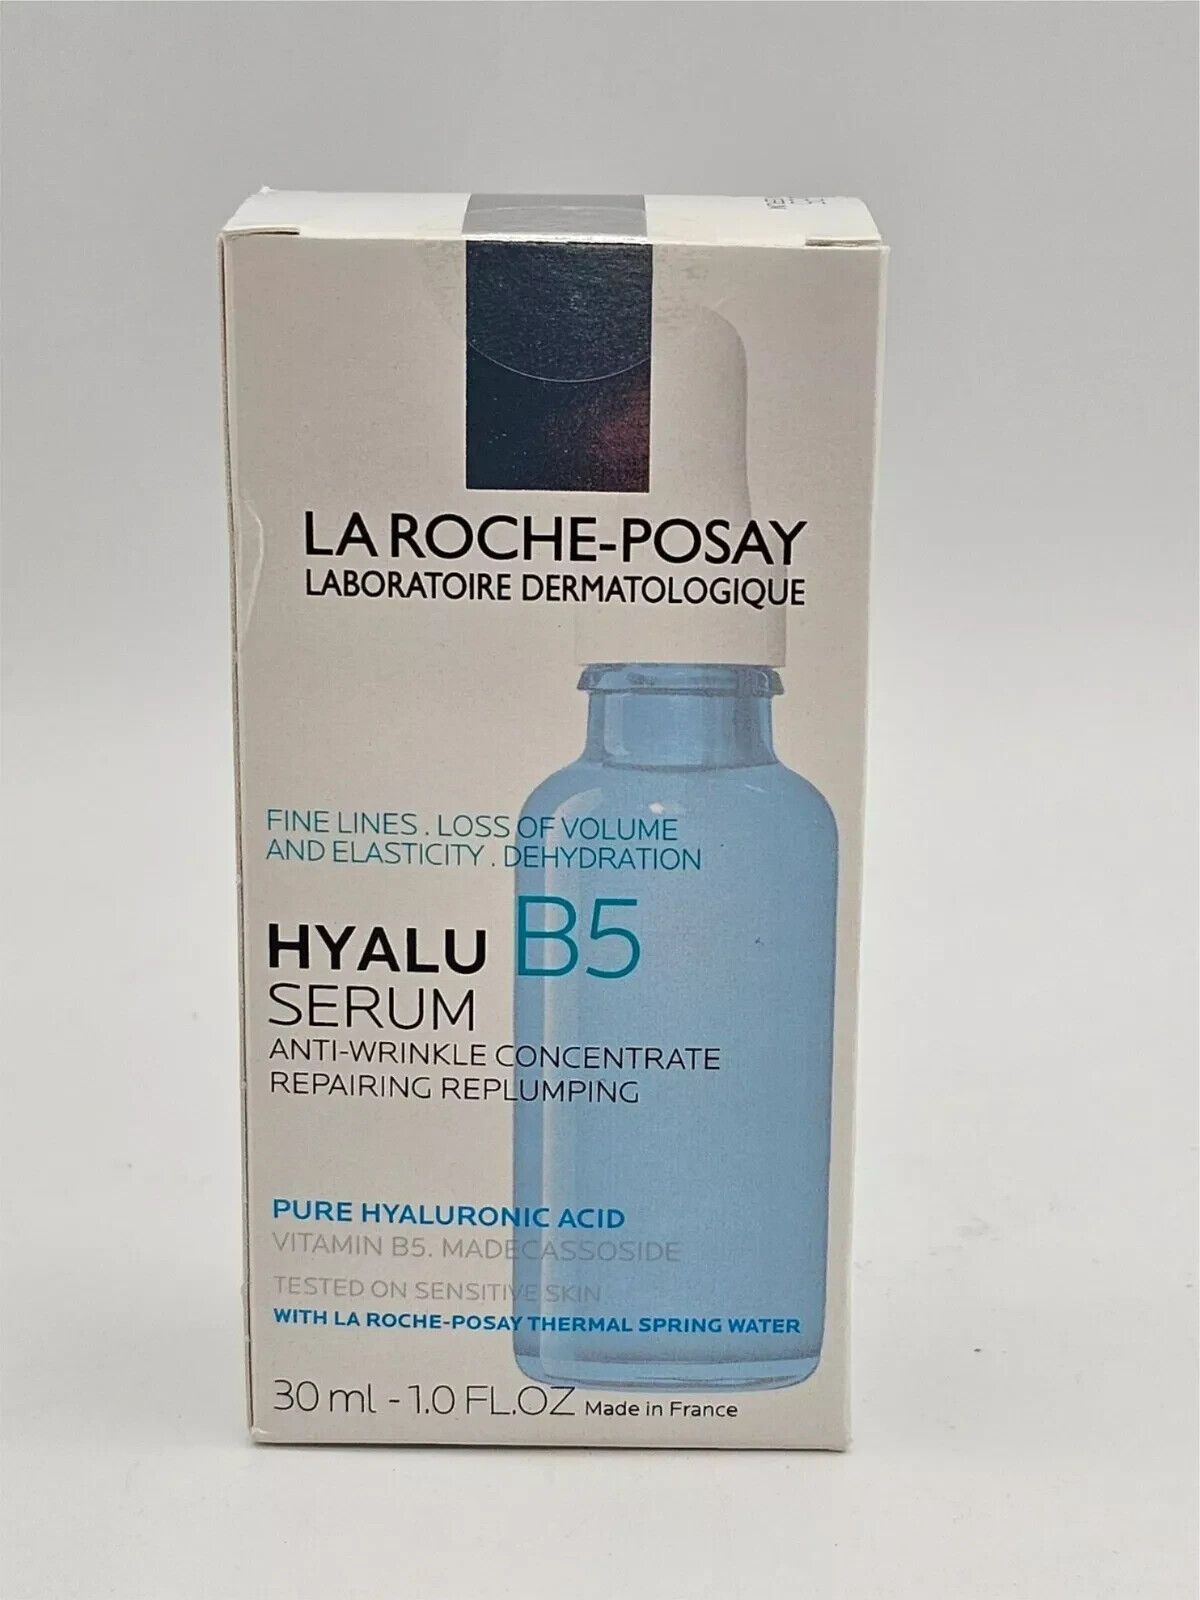 LA ROCHE-POSAY
LABORATOIRE DERMATOLOGIQUE
FINE LINES . LOSS OF VOLUME
AND ELASTICITY . DEHYDRATION
HYALU B5
SERUM
ANTI-WRINKLE CONCENTRATE
REPAIRING REPLUMPING
PURE HYALURONIC ACID
VITAMIN B5. MADECASSOSIDE
TESTED ON SENSITIVE SKIN
WITH LA ROCHE-POSAY THERMAL SPRING WATER
30 ml - 1.0 FL.OZ Made in France